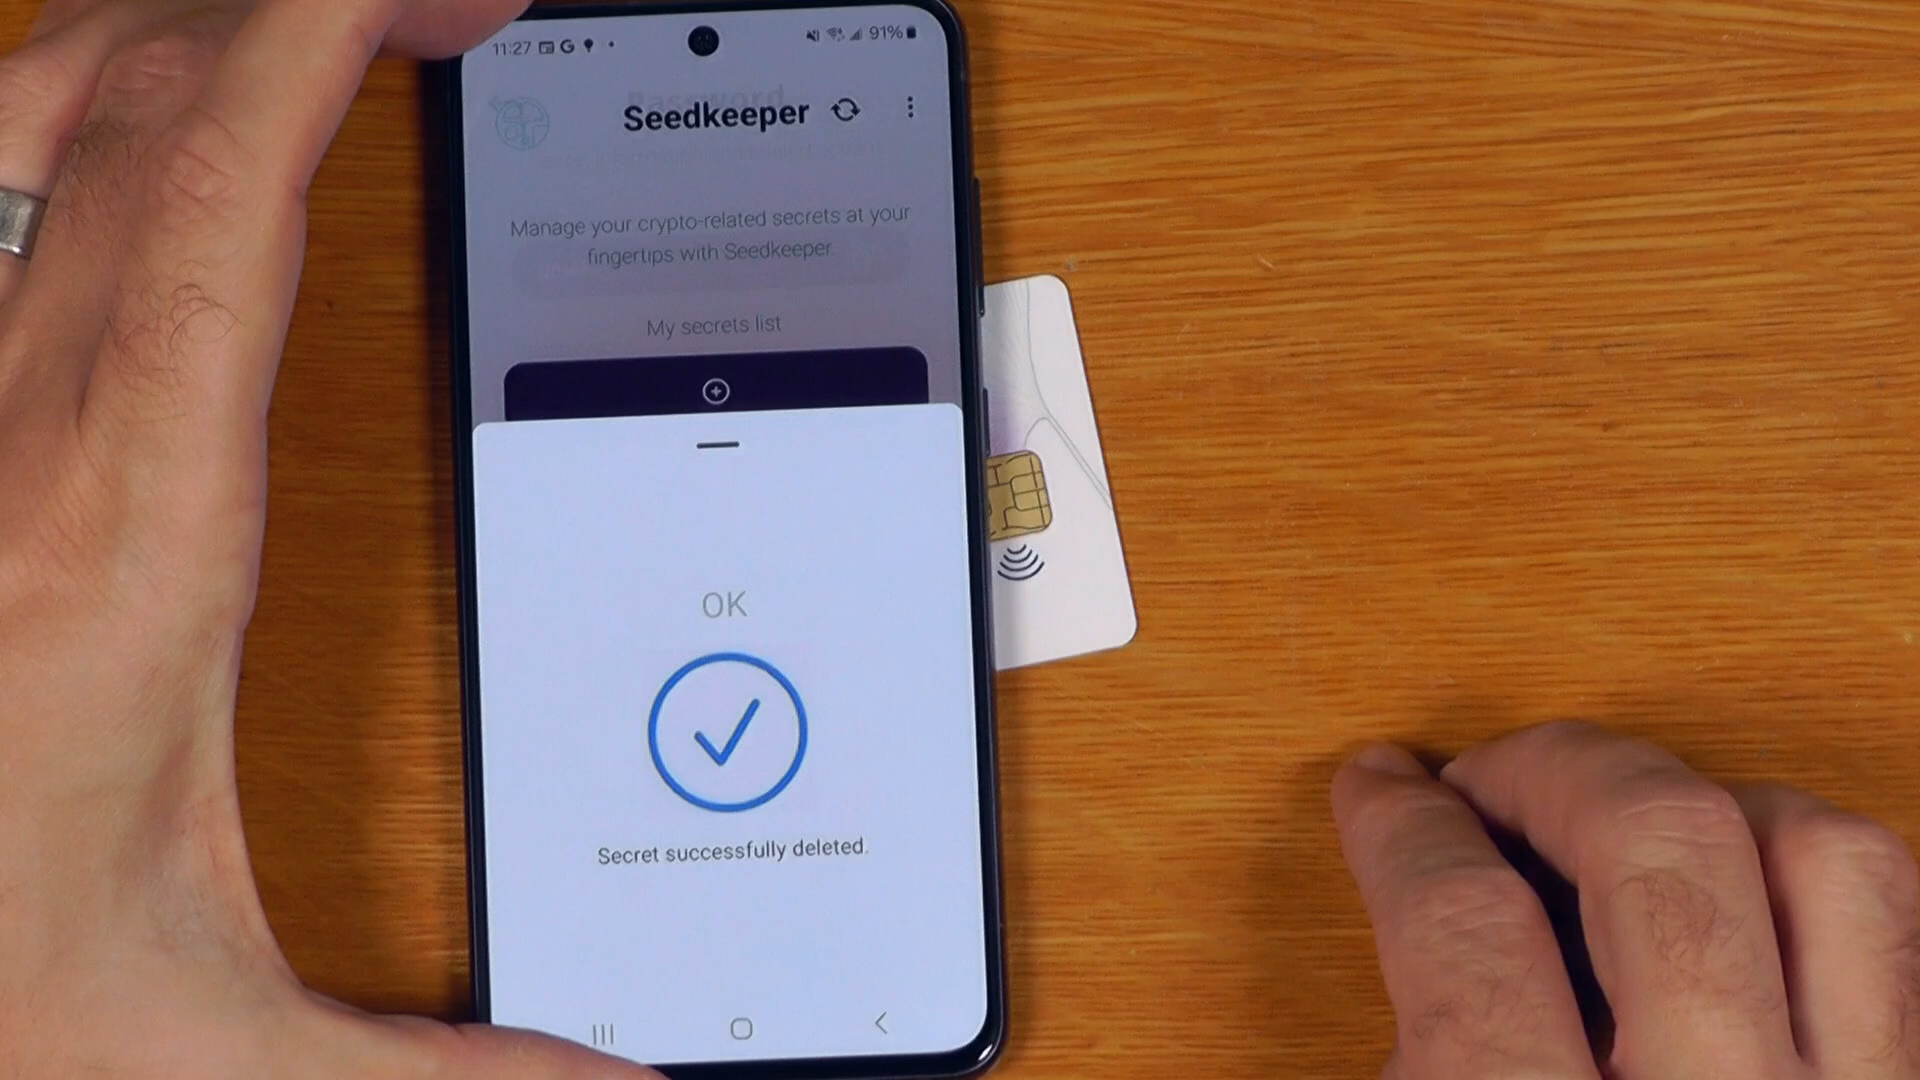 11:27
91%
Password
Seedkeeper
Manage your crypto-related secrets at your
fingertips with Seedkeeper
My secrets list
OK
Secret successfully deleted.